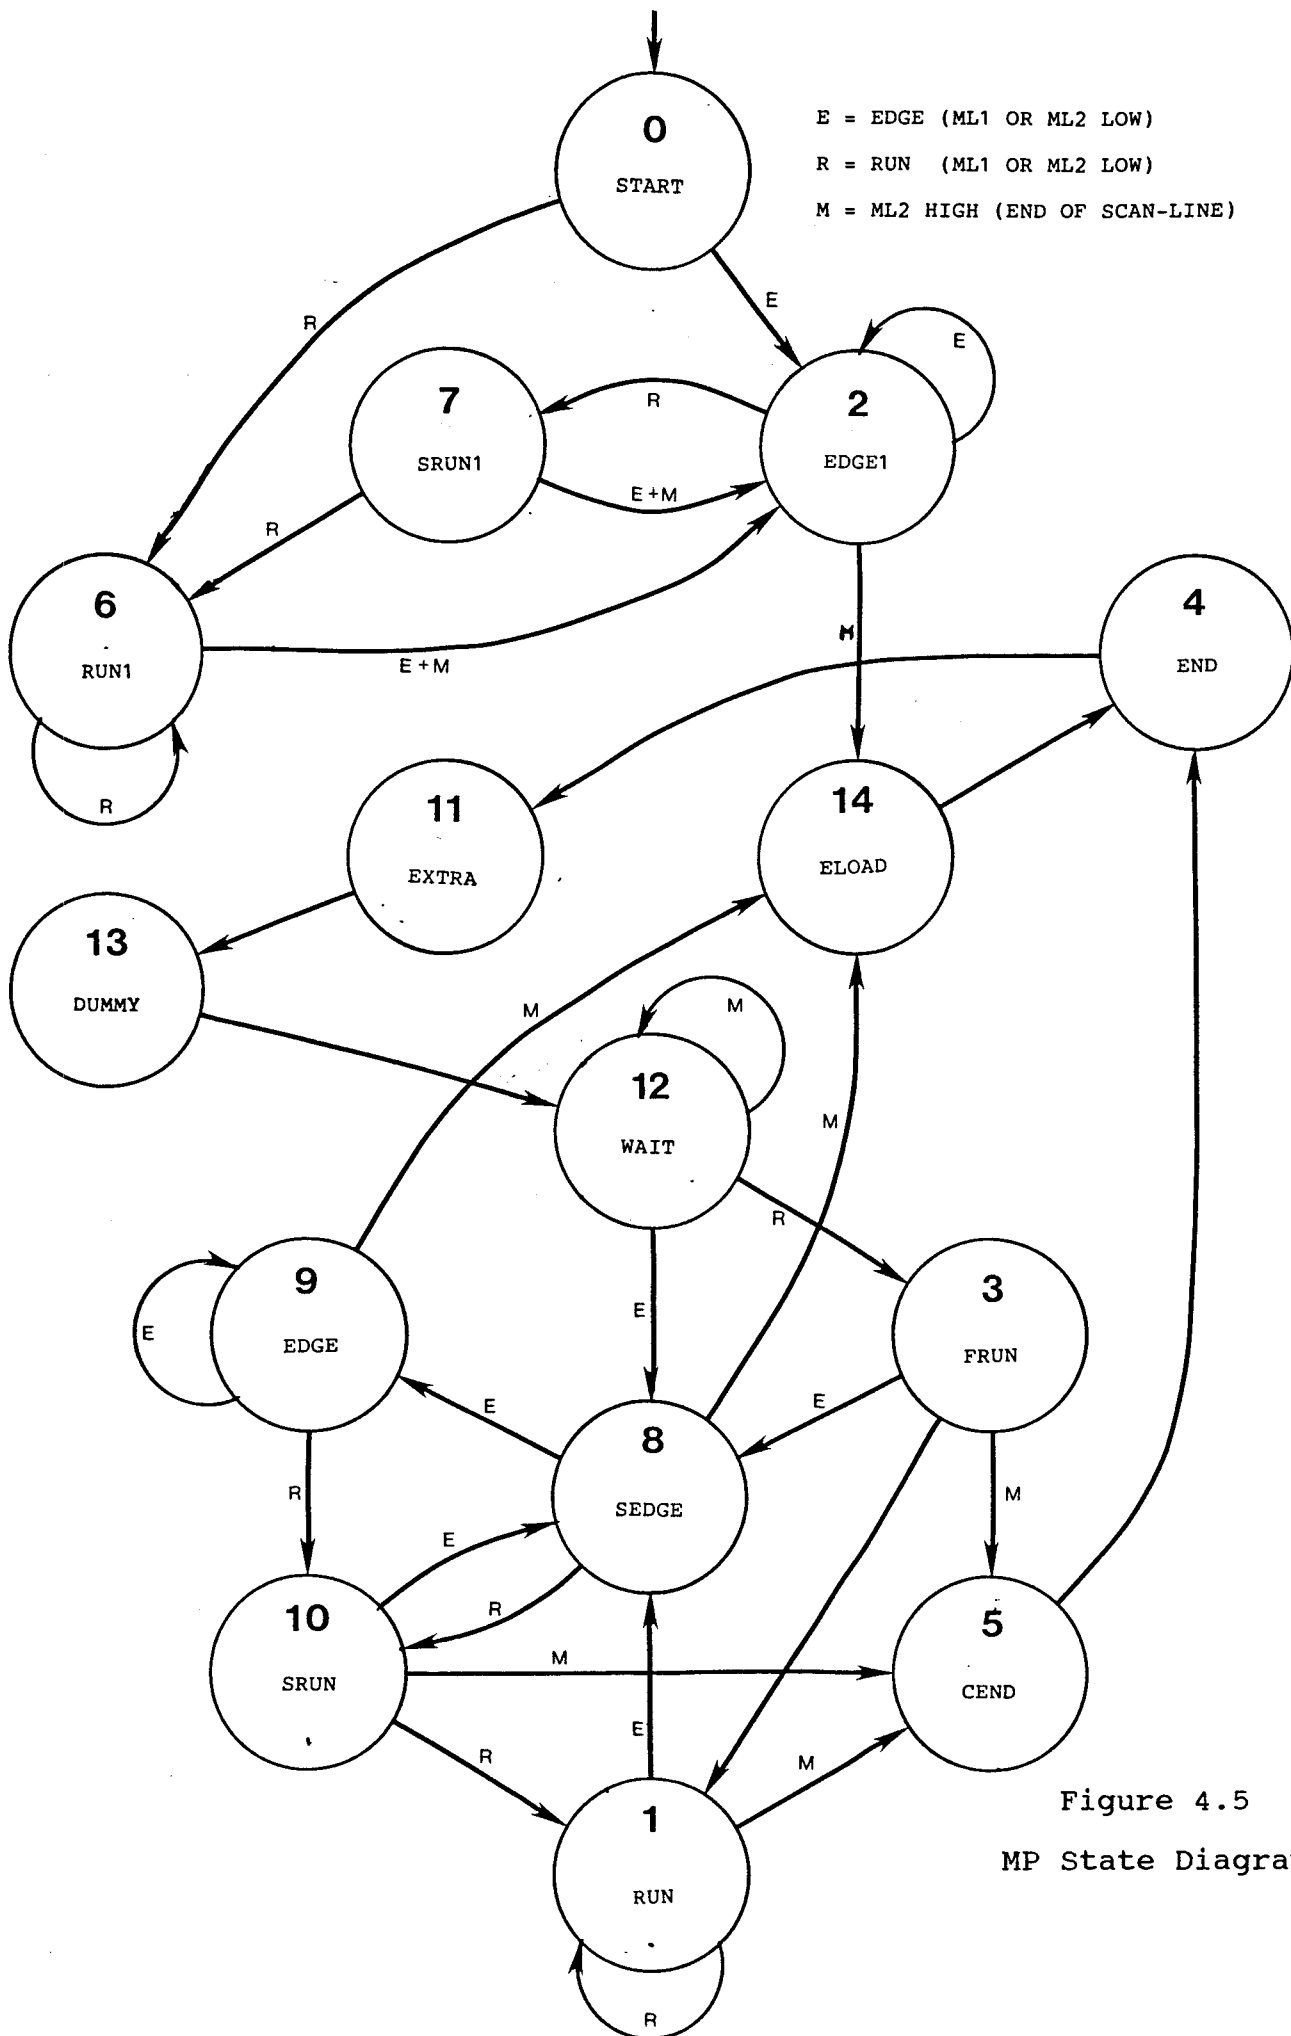 0
START
E = EDGE (ML1 OR ML2 LOW)
R = RUN (ML1 OR ML2 LOW)
M = ML2 HIGH (END OF SCAN-LINE)
R
E
E
7
SRUN1
R
2
EDGE1
E+M
R
6
RUN1
E+M
M
4
END
R
11
EXTRA
14
ELOAD
13
DUMMY
M
M
12
WAIT
M
R
E
9
EDGE
E
3
FRUN
E
E
8
SEDGE
R
M
E
R
10
SRUN
M
5
CEND
E
R
M
1
RUN
R
Figure 4.5
MP State Diagra